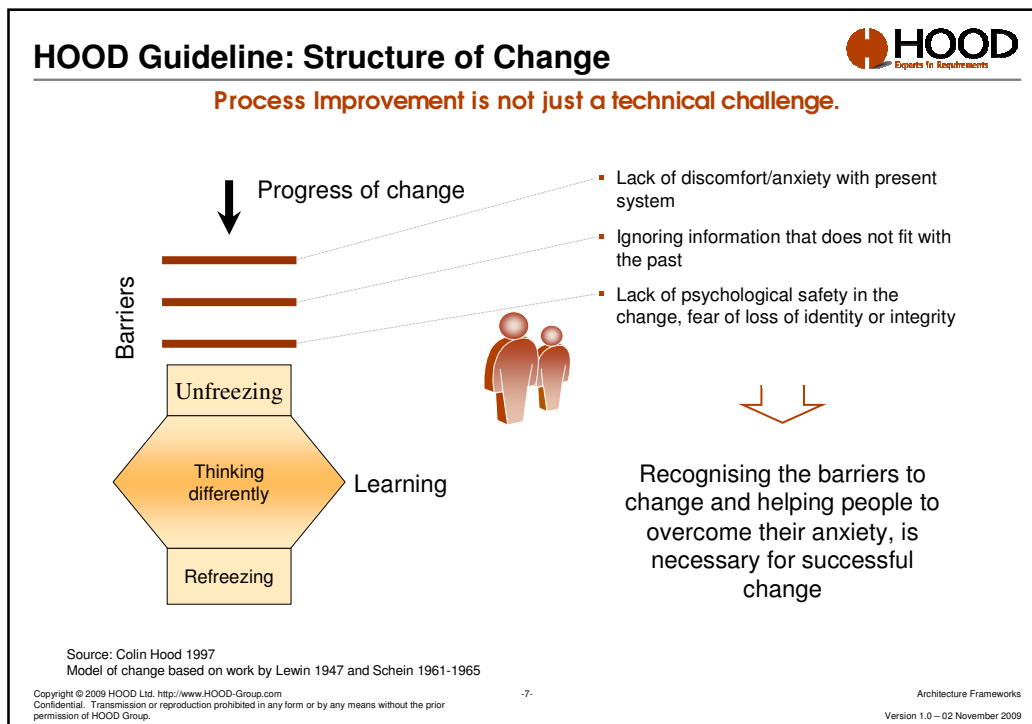 HOOD Guideline: Structure of Change
HOOD
Experts in Requirements
Process Improvement is not just a technical challenge.
Progress of change
Barriers
Unfreezing
Thinking
differently
Learning
Refreezing
▪ Lack of discomfort/anxiety with present
system
▪ Ignoring information that does not fit with
the past
▪ Lack of psychological safety in the
change, fear of loss of identity or integrity
Recognising the barriers to
change and helping people to
overcome their anxiety, is
necessary for successful
change
Source: Colin Hood 1997
Model of change based on work by Lewin 1947 and Schein 1961-1965
Copyright © 2009 HOOD Ltd. http://www.HOOD-Group.com
Confidential. Transmission or reproduction prohibited in any form or by any means without the prior
permission of HOOD Group.
-7-
Architecture Frameworks
Version 1.0 – 02 November 2009